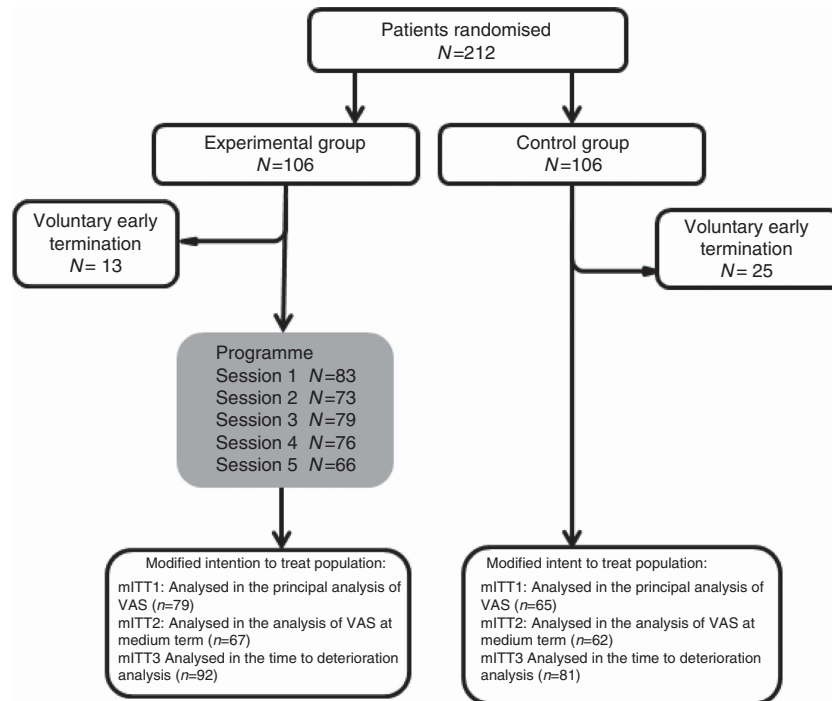 Patients randomised
N=212
Experimental group
N=106
Control group
N=106
Voluntary early
termination
N= 13
Voluntary early
termination
N= 25
Programme
Session 1 N=83
Session 2 N=73
Session 3 N=79
Session 4 N=76
Session 5 N=66
Modified intention to treat population:
mITT1: Analysed in the principal analysis of
VAS (n=79)
mITT2: Analysed in the analysis of VAS at
medium term (n=67)
mITT3 Analysed in the time to deterioration
analysis (n=92)
Modified intent to treat population:
mITT1: Analysed in the principal analysis of
VAS (n=65)
mITT2: Analysed in the analysis of VAS at
medium term (n=62)
mITT3 Analysed in the time to deterioration
analysis (n=81)